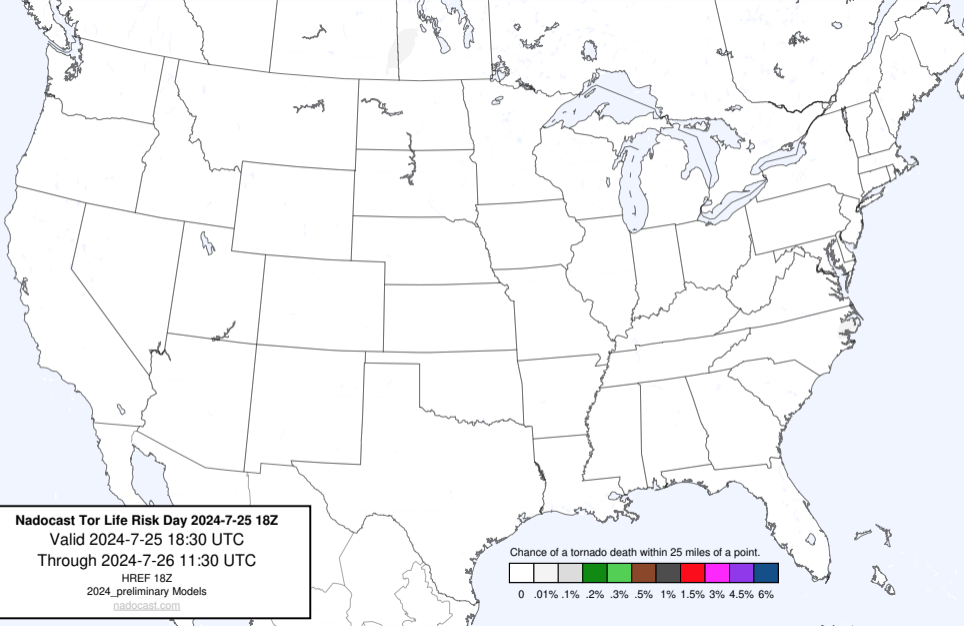 Nadocast Tor Life Risk Day 2024-7-25 18Z
Valid 2024-7-25 18:30 UTC
Through 2024-7-26 11:30 UTC
HREF 18Z
2024_preliminary Models
nadocast.com
Chance of a tornado death within 25 miles of a point.
0 .01% .1% .2% .3% .5% 1% 1.5% 3% 4.5% 6%